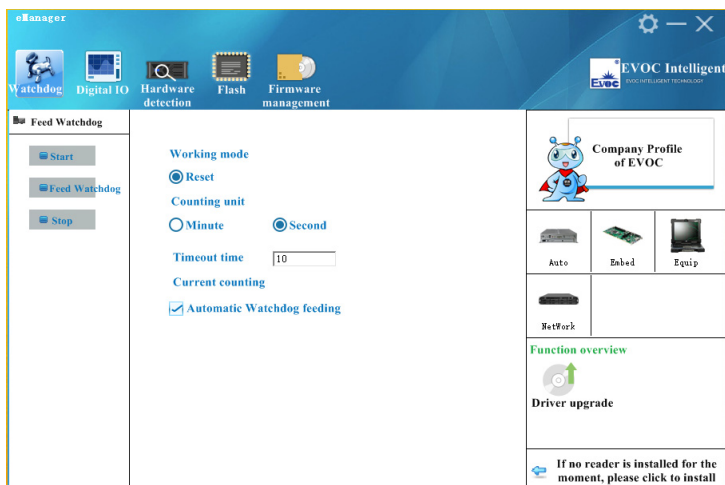 eManager
EVOC Intelligent
EVOC INTELLIGENT TECHNOLOGY
EVOC
Watchdog
Digital IO
Hardware
detection
Flash
Firmware
management
Feed Watchdog
Start
Feed Watchdog
Stop
Working mode
Reset
Counting unit
Minute
Second
Timeout time
10
Current counting
Automatic Watchdog feeding
Company Profile
of EVOC
Auto
Embed
Equip
NetWork
Function overview
Driver upgrade
If no reader is installed for the
moment, please click to install